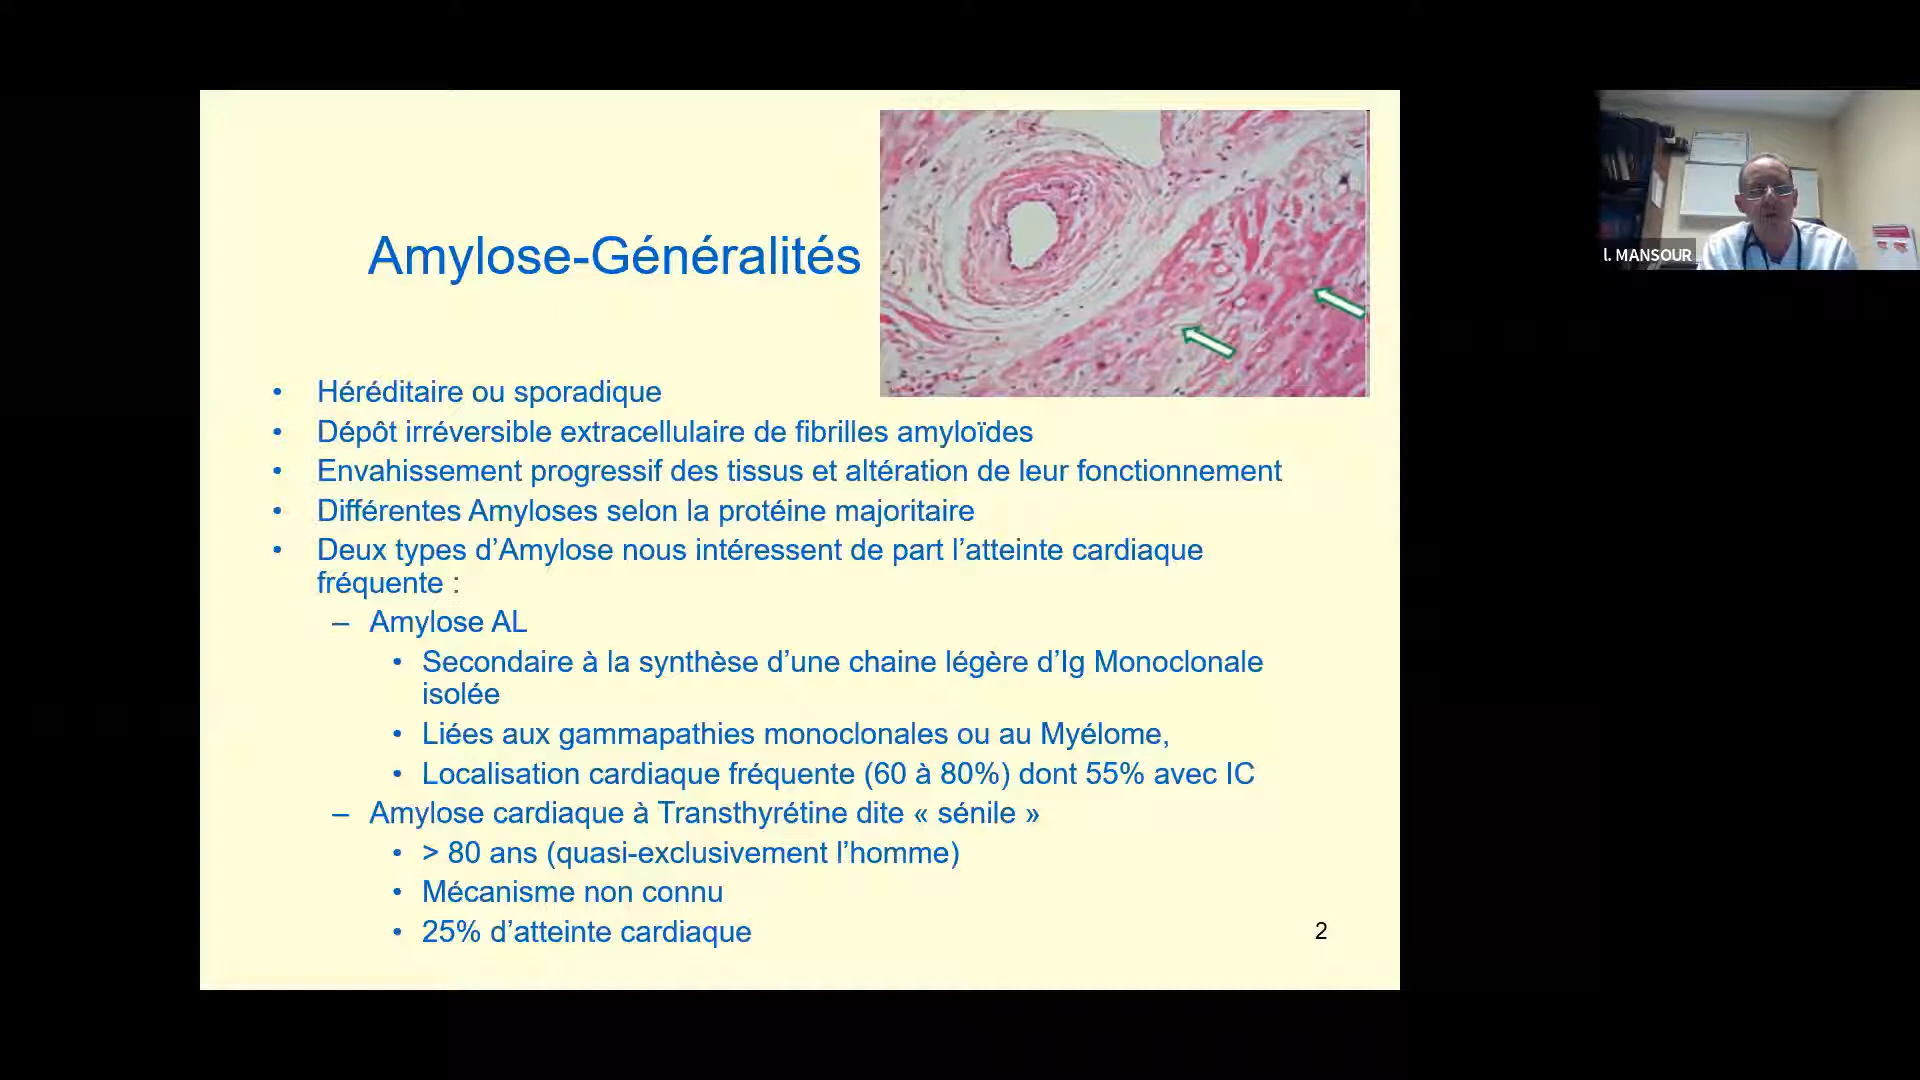 Amylose-Généralités
l. MANSOUR
• Héréditaire ou sporadique
• Dépôt irréversible extracellulaire de fibrilles amyloïdes
• Envahissement progressif des tissus et altération de leur fonctionnement
• Différentes Amyloses selon la protéine majoritaire
• Deux types d’Amylose nous intéressent de part l’atteinte cardiaque
fréquente :
– Amylose AL
• Secondaire à la synthèse d’une chaine légère d’Ig Monoclonale
isolée
• Liées aux gammapathies monoclonales ou au Myélome,
• Localisation cardiaque fréquente (60 à 80%) dont 55% avec IC
– Amylose cardiaque à Transthyrétine dite « sénile »
• > 80 ans (quasi-exclusivement l’homme)
• Mécanisme non connu
• 25% d’atteinte cardiaque
2